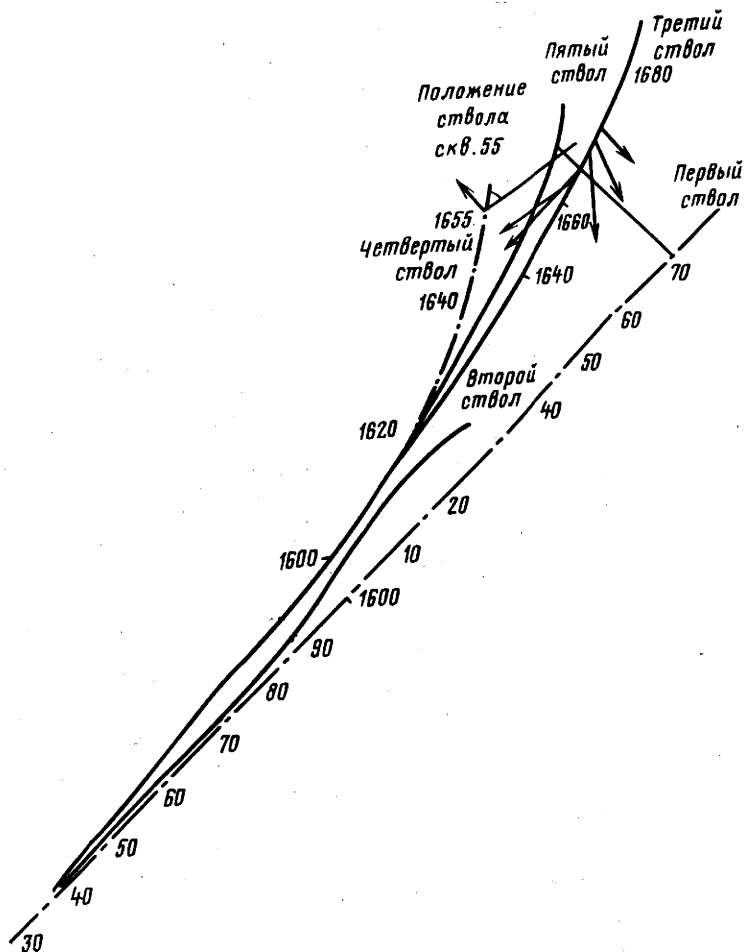 Третий
ствол
1680
Пятый
ствол
Положение
ствола
скв.55
Первый
ствол
1655
1660
Четвертый
ствол
1640
1640
70
60
50
40
Второй
ствол
1620
20
10
1600
1600
90
80
70
60
50
40
30